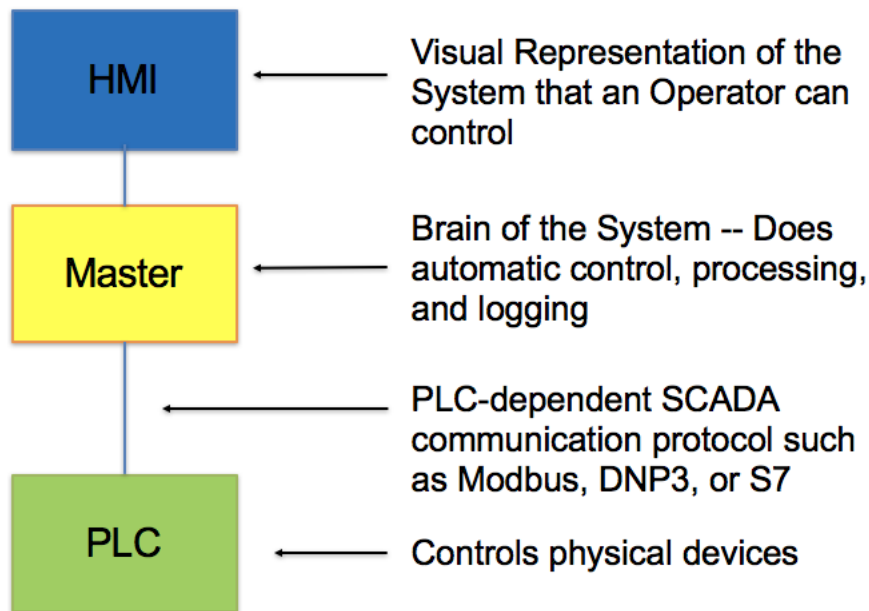 HMI
Visual Representation of the
System that an Operator can
control
Master
Brain of the System -- Does
automatic control, processing,
and logging
PLC-dependent SCADA
communication protocol such
as Modbus, DNP3, or S7
PLC
Controls physical devices